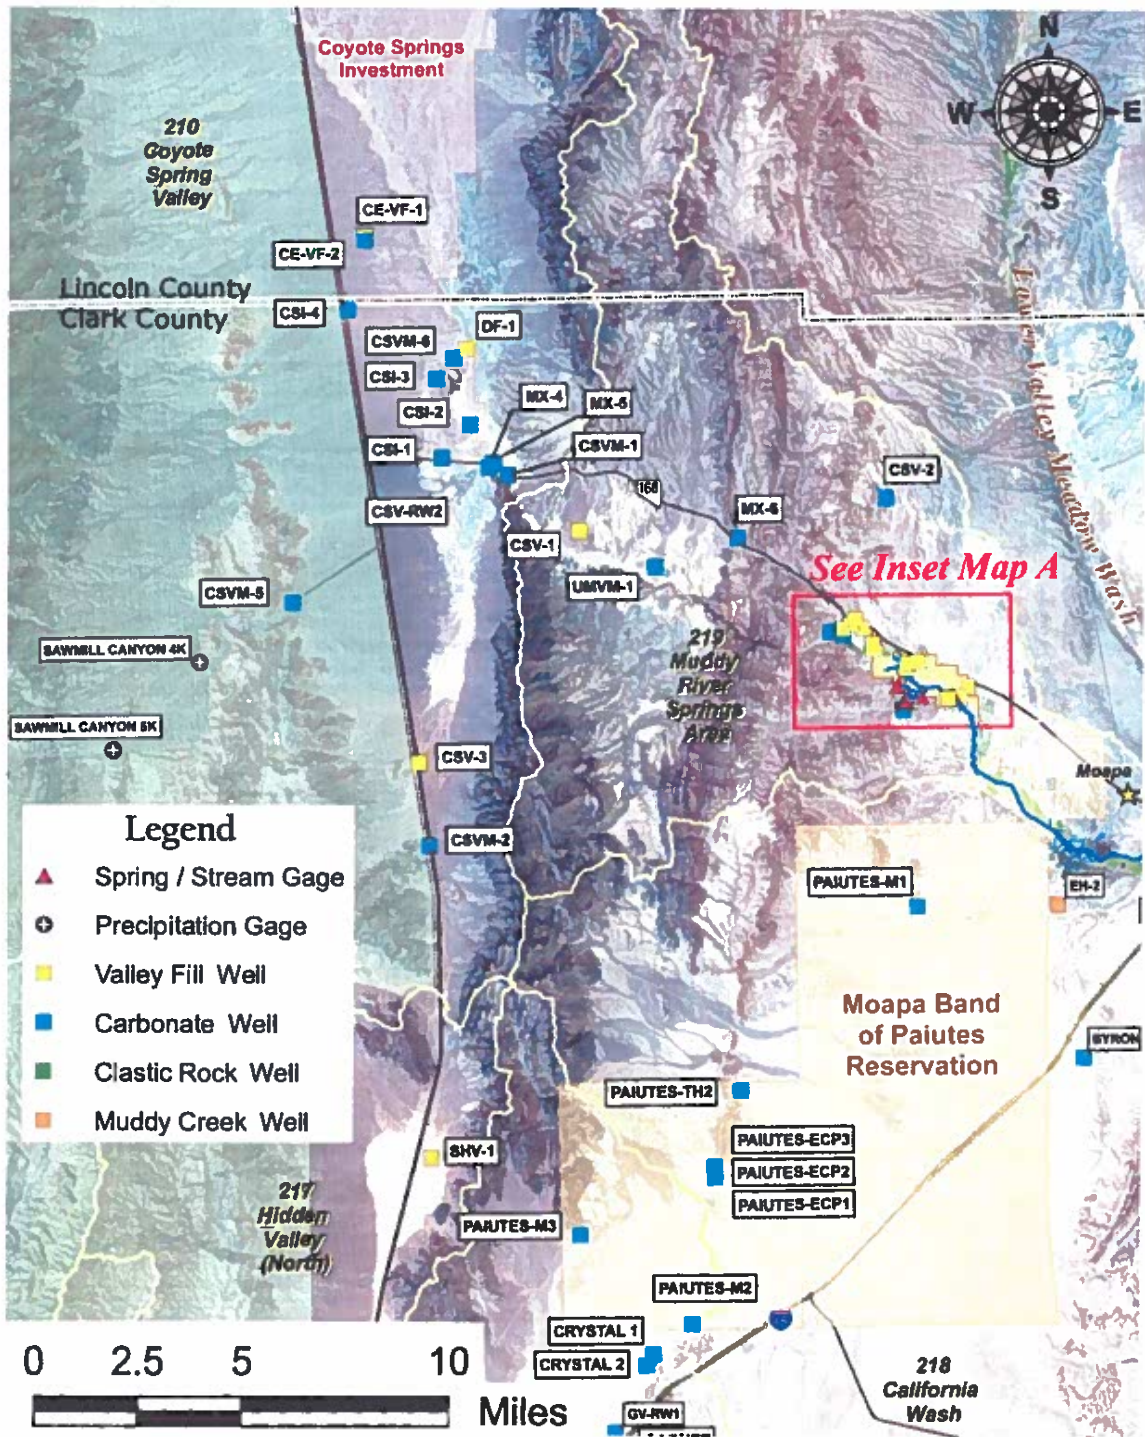 Coyote Springs
Investment
N
W
E
S
210
Coyote
Spring
Valley
CE-VF-1
CE-VF-2
Lincoln County
Clark County
CSI-4
DF-1
CSVM-6
CSI-3
MX-4
MX-5
CSI-2
CSI-1
CSVM-1
CSV-2
168
CSV-RW2
MX-6
CSV-1
UMVM-1
See Inset Map A
Lower Valley Meadow Wash
CSVM-5
SAWMILL CANYON 4K
219
Muddy
River
Springs
Area
SAWMILL CANYON 5K
CSV-3
Moapa
Legend
Spring / Stream Gage
Precipitation Gage
Valley Fill Well
Carbonate Well
Clastic Rock Well
Muddy Creek Well
CSVM-2
PAIUTES-M1
EH-2
Moapa Band
of Paiutes
Reservation
BYRON
PAIUTES-TH2
PAIUTES-ECP3
PAIUTES-ECP2
PAIUTES-ECP1
SHV-1
217
Hidden
Valley
(North)
PAIUTES-M3
PAIUTES-M2
CRYSTAL 1
CRYSTAL 2
218
California
Wash
GV-RW1
0 2.5 5 10
Miles